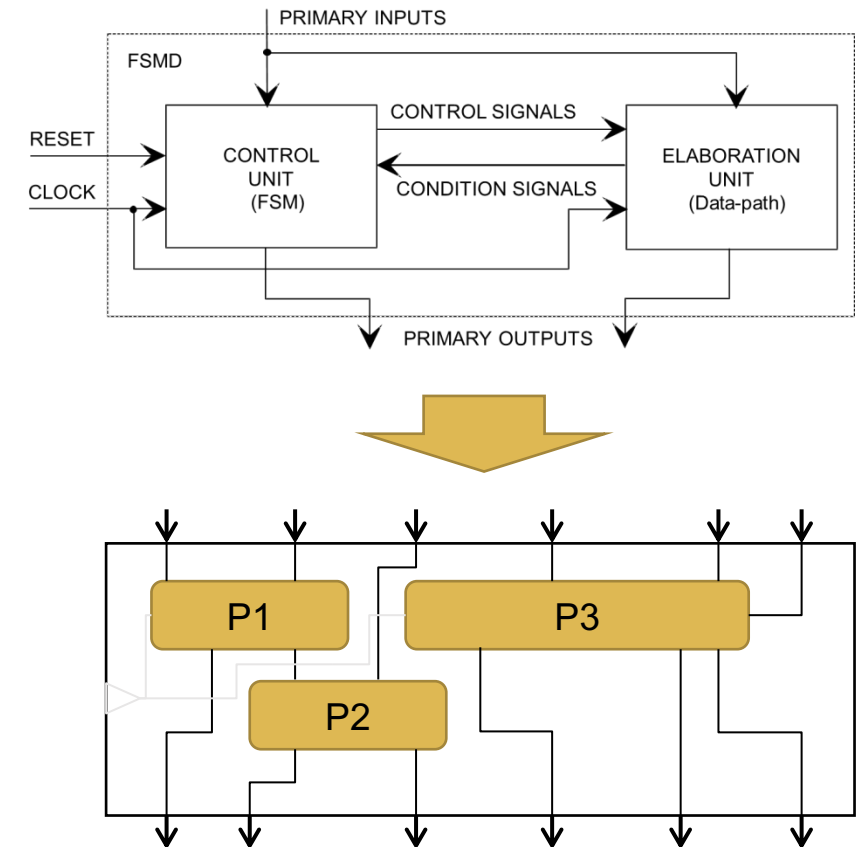 PRIMARY INPUTS
FSMD
RESET
CLOCK
CONTROL
UNIT
(FSM)
CONTROL SIGNALS
CONDITION SIGNALS
ELABORATION
UNIT
(Data-path)
PRIMARY OUTPUTS
P1
P3
P2